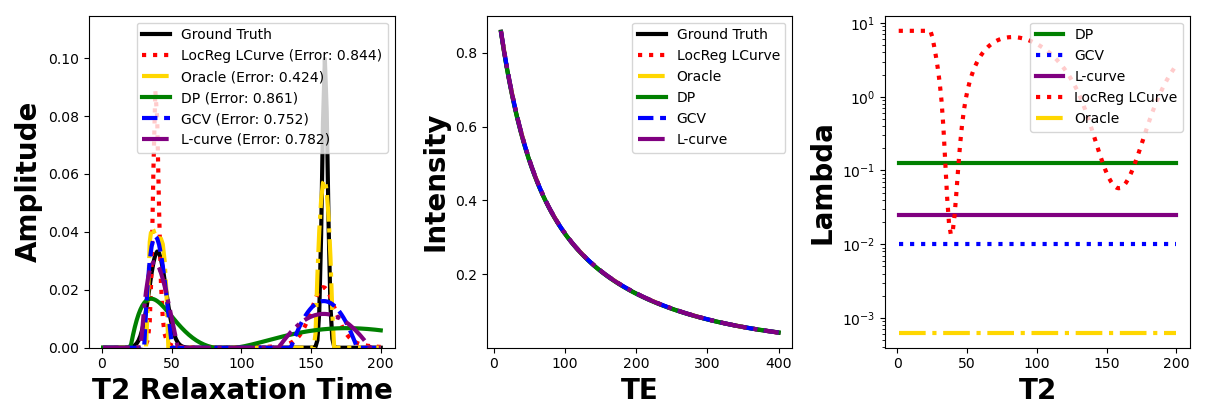 Amplitude
0.10
0.08
0.06
0.04
0.02
0.00
Ground Truth
LocReg LCurve (Error: 0.844)
Oracle (Error: 0.424)
DP (Error: 0.861)
GCV (Error: 0.752)
L-curve (Error: 0.782)
0 50 100 150 200
T2 Relaxation Time
Intensity
0.8
0.6
0.4
0.2
Ground Truth
LocReg LCurve
Oracle
DP
GCV
L-curve
0 100 200 300 400
TE
Lambda
10¹
10⁰
10⁻¹
10⁻²
10⁻³
DP
GCV
L-curve
LocReg LCurve
Oracle
0 50 100 150 200
T2